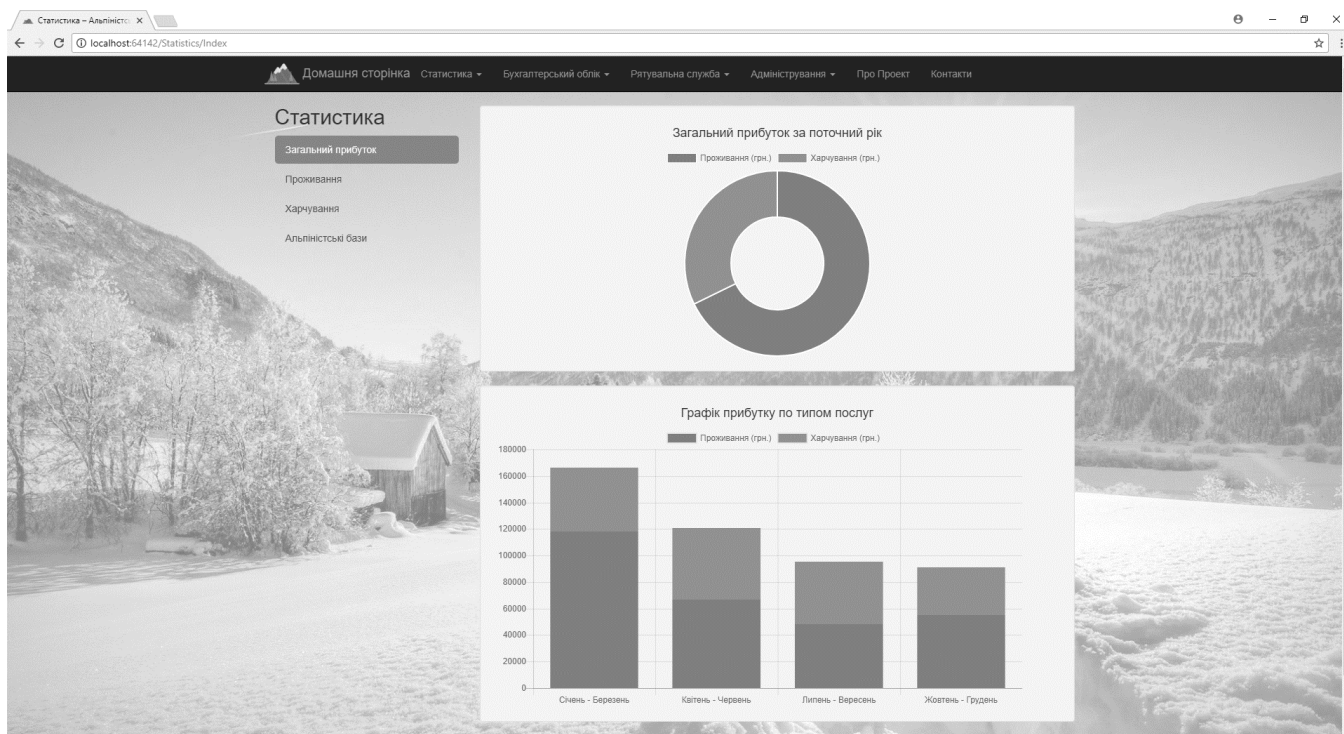 Статистика – Альпінісτс
localhost:64142/Statistics/Index
Домашня сторінка Статистика Бухгалтерський облік Рятувальна служба Адміністрування Про Проект Контакти
Статистика
Загальний прибуток
Проживання
Харчування
Альпіністські бази
Загальний прибуток за поточний рік
Проживання (грн.) Харчування (грн.)
Графік прибутку по типом послуг
Проживання (грн.) Харчування (грн.)
180000
160000
140000
120000
100000
80000
60000
40000
20000
0
Січень - Березень Квітень - Червень Липень - Вересень Жовтень - Грудень